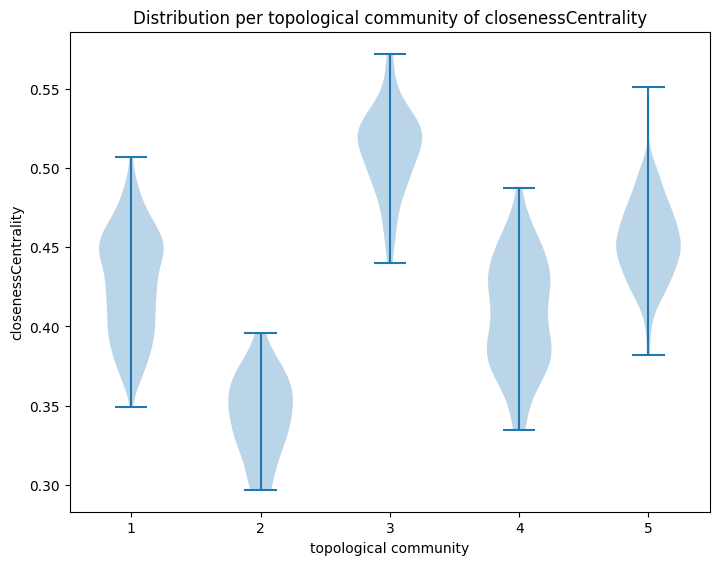 Distribution per topological community of closenessCentrality
closenessCentrality
0.55
0.50
0.45
0.40
0.35
0.30
1 2 3 4 5
topological community